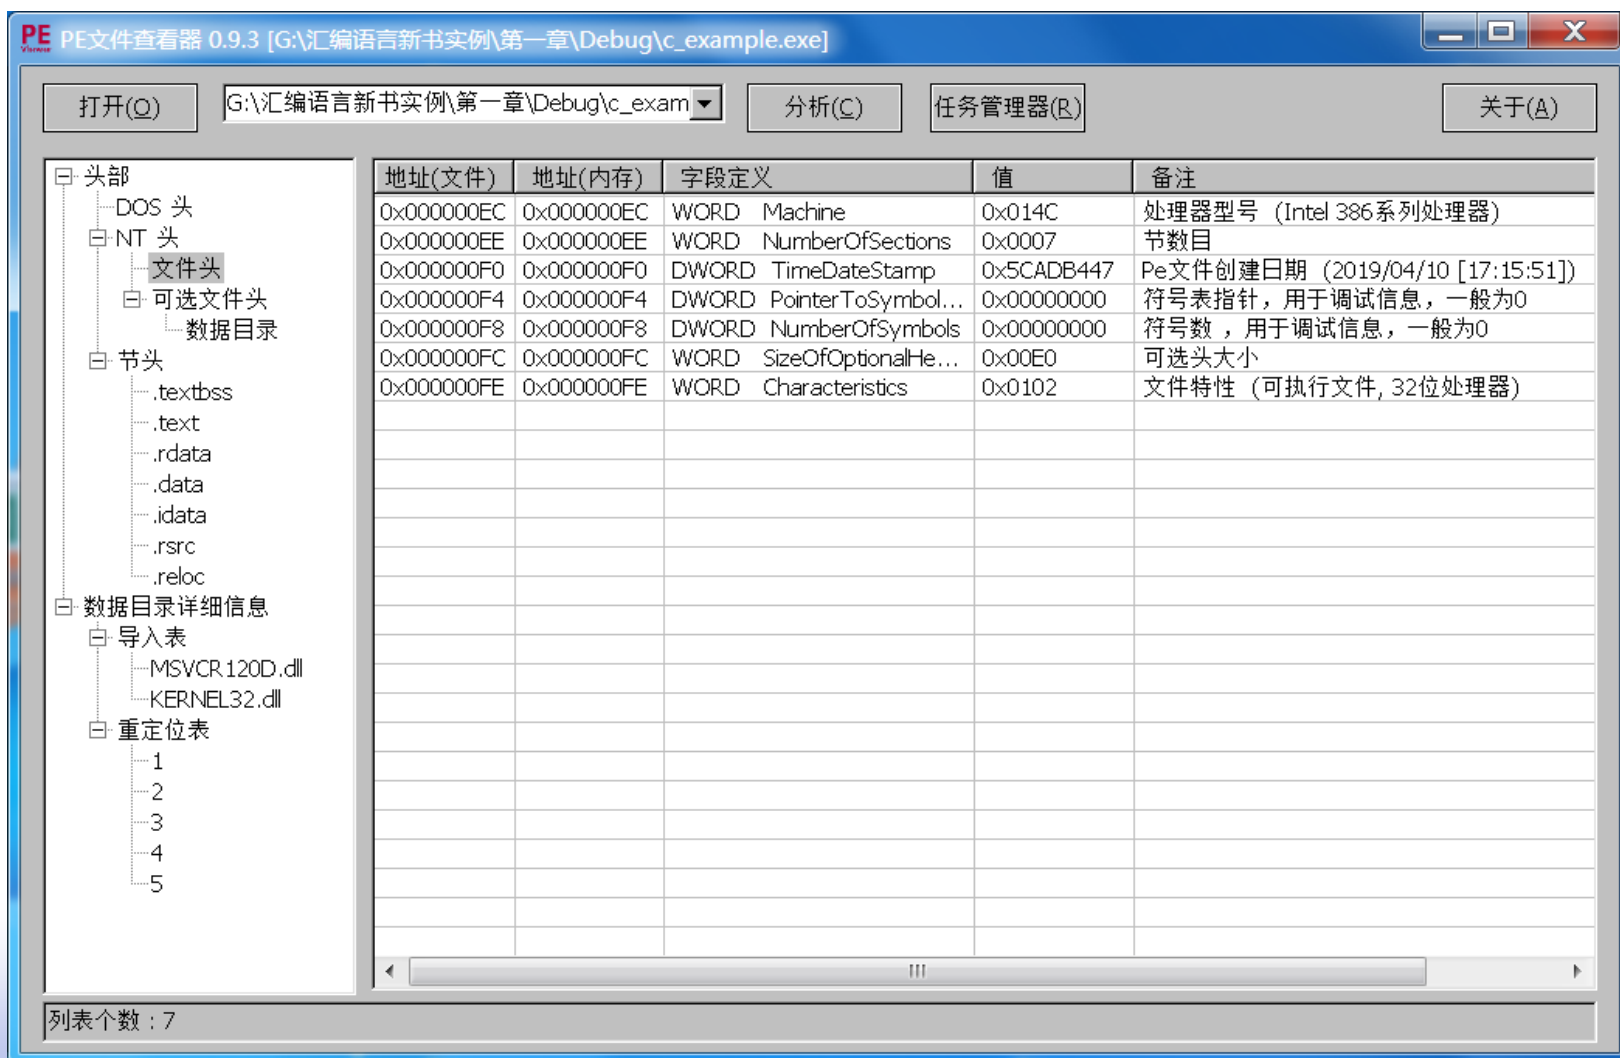 PE文件查看器 0.9.3 [G:\汇编语言新书实例\第一章\Debug\c_example.exe]
打开(O) G:\汇编语言新书实例\第一章\Debug\c_exam 分析(C) 任务管理器(R) 关于(A)
头部
DOS 头
NT 头
文件头
可选文件头
数据目录
节头
.textbss
.text
.rdata
.data
.idata
.rsrc
.reloc
数据目录详细信息
导入表
MSVCR120D.dll
KERNEL32.dll
重定位表
1
2
3
4
5
地址(文件) 地址(内存) 字段定义 值 备注
0x000000EC 0x000000EC WORD Machine 0x014C 处理器型号 (Intel 386系列处理器)
0x000000EE 0x000000EE WORD NumberOfSections 0x0007 节数目
0x000000F0 0x000000F0 DWORD TimeDateStamp 0x5CADB447 Pe文件创建日期 (2019/04/10 [17:15:51])
0x000000F4 0x000000F4 DWORD PointerToSymbol... 0x00000000 符号表指针，用于调试信息，一般为0
0x000000F8 0x000000F8 DWORD NumberOfSymbols 0x00000000 符号数 ，用于调试信息，一般为0
0x000000FC 0x000000FC WORD SizeOfOptionalHe... 0x00E0 可选头大小
0x000000FE 0x000000FE WORD Characteristics 0x0102 文件特性 (可执行文件, 32位处理器)
列表个数 : 7